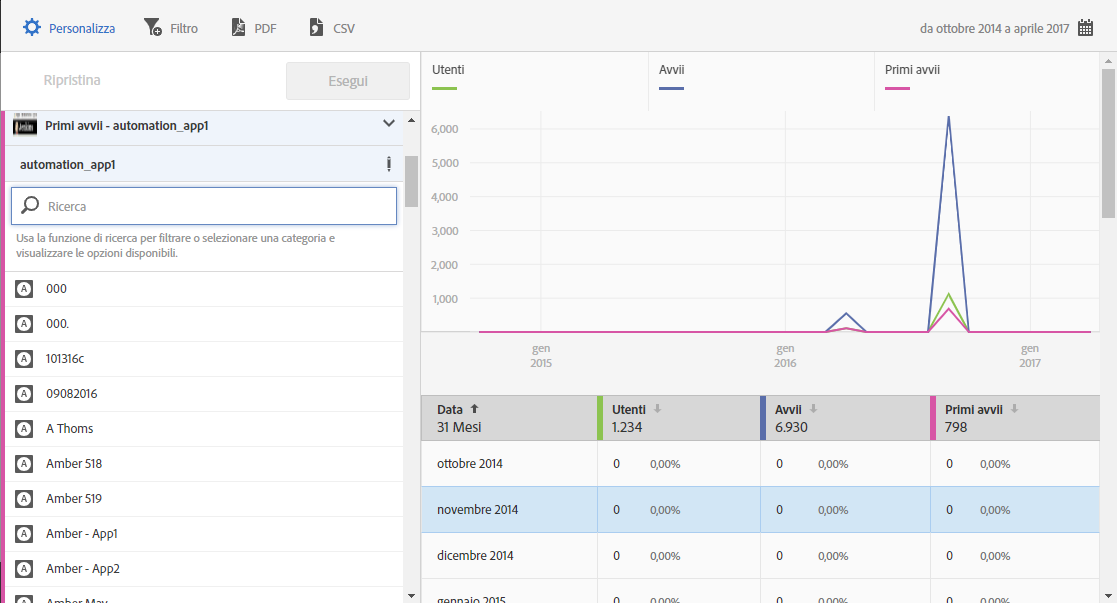 Personalizza Filtro PDF CSV da ottobre 2014 a aprile 2017
Ripristina Esegui
Primi avvii - automation_app1
automation_app1
Ricerca
Usa la funzione di ricerca per filtrare o selezionare una categoria e
visualizzare le opzioni disponibili.
000
000.
101316c
09082016
A Thoms
Amber 518
Amber 519
Amber - App1
Amber - App2
Amber May
Utenti Avvii Primi avvii
6,000
5,000
4,000
3,000
2,000
1,000
gen gen gen
2015 2016 2017
Data Utenti Avvii Primi avvii
31 Mesi 1.234 6.930 798
ottobre 2014 0 0,00% 0 0,00% 0 0,00%
novembre 2014 0 0,00% 0 0,00% 0 0,00%
dicembre 2014 0 0,00% 0 0,00% 0 0,00%
gennaio 2015 0 0,00% 0 0,00% 0 0,00%